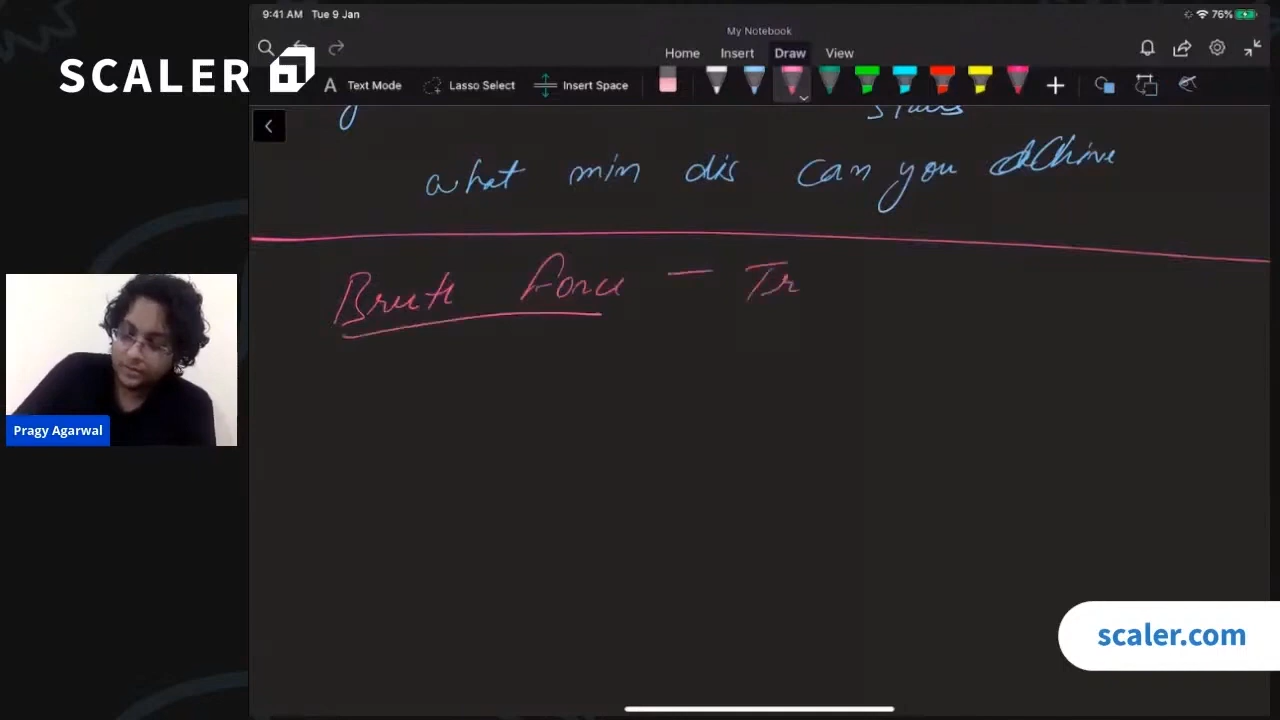 9:41 AM Tue 9 Jan
76%
My Notebook
SCALER
Home Insert Draw View
A Text Mode Lasso Select Insert Space
what min dis can you
Brute force — Tr
Pragy Agarwal
scaler.com